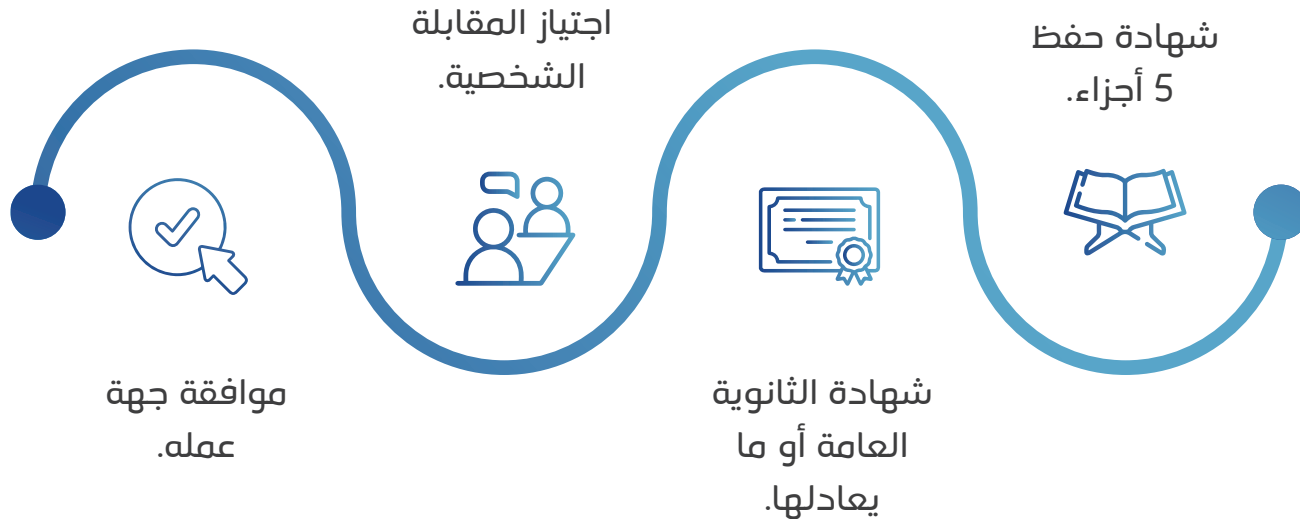 شهادة حفظ
5 أجزاء.
شهادة الثانوية
العامة أو ما
يعادلها.
اجتياز المقابلة
الشخصية.
موافقة جهة
عمله.